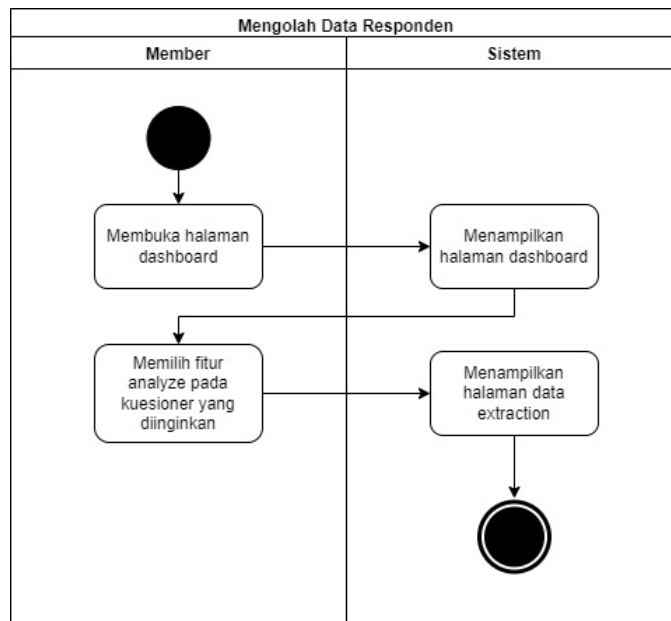 Mengolah Data Responden
Member
Sistem
Membuka halaman
dashboard
Menampilkan
halaman dashboard
Memilih fitur
analyze pada
kuesioner yang
diinginkan
Menampilkan
halaman data
extraction